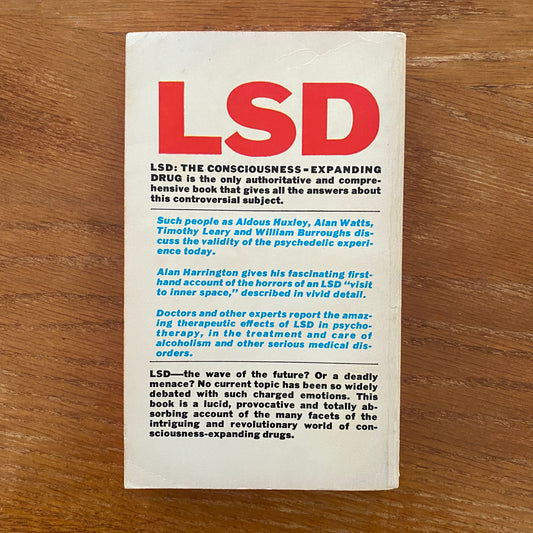 LSD
LSD: THE CONSCIOUSNESS-EXPANDING
DRUG is the only authoritative and compre-
hensive book that gives all the answers about
this controversial subject.
Such people as Aldous Huxley, Alan Watts,
Timothy Leary and William Burroughs dis-
cuss the validity of the psychedelic experi-
ence today.
Alan Harrington gives his fascinating first-
hand account of the horrors of an LSD "visit
to inner space," described in vivid detail.
Doctors and other experts report the amaz-
ing therapeutic effects of LSD in psycho-
therapy, in the treatment and care of
alcoholism and other serious medical dis-
orders.
LSD—the wave of the future? Or a deadly
menace? No current topic has been so widely
debated with such charged emotions. This
book is a lucid, provocative and totally ab-
sorbing account of the many facets of the
intriguing and revolutionary world of con-
sciousness-expanding drugs.